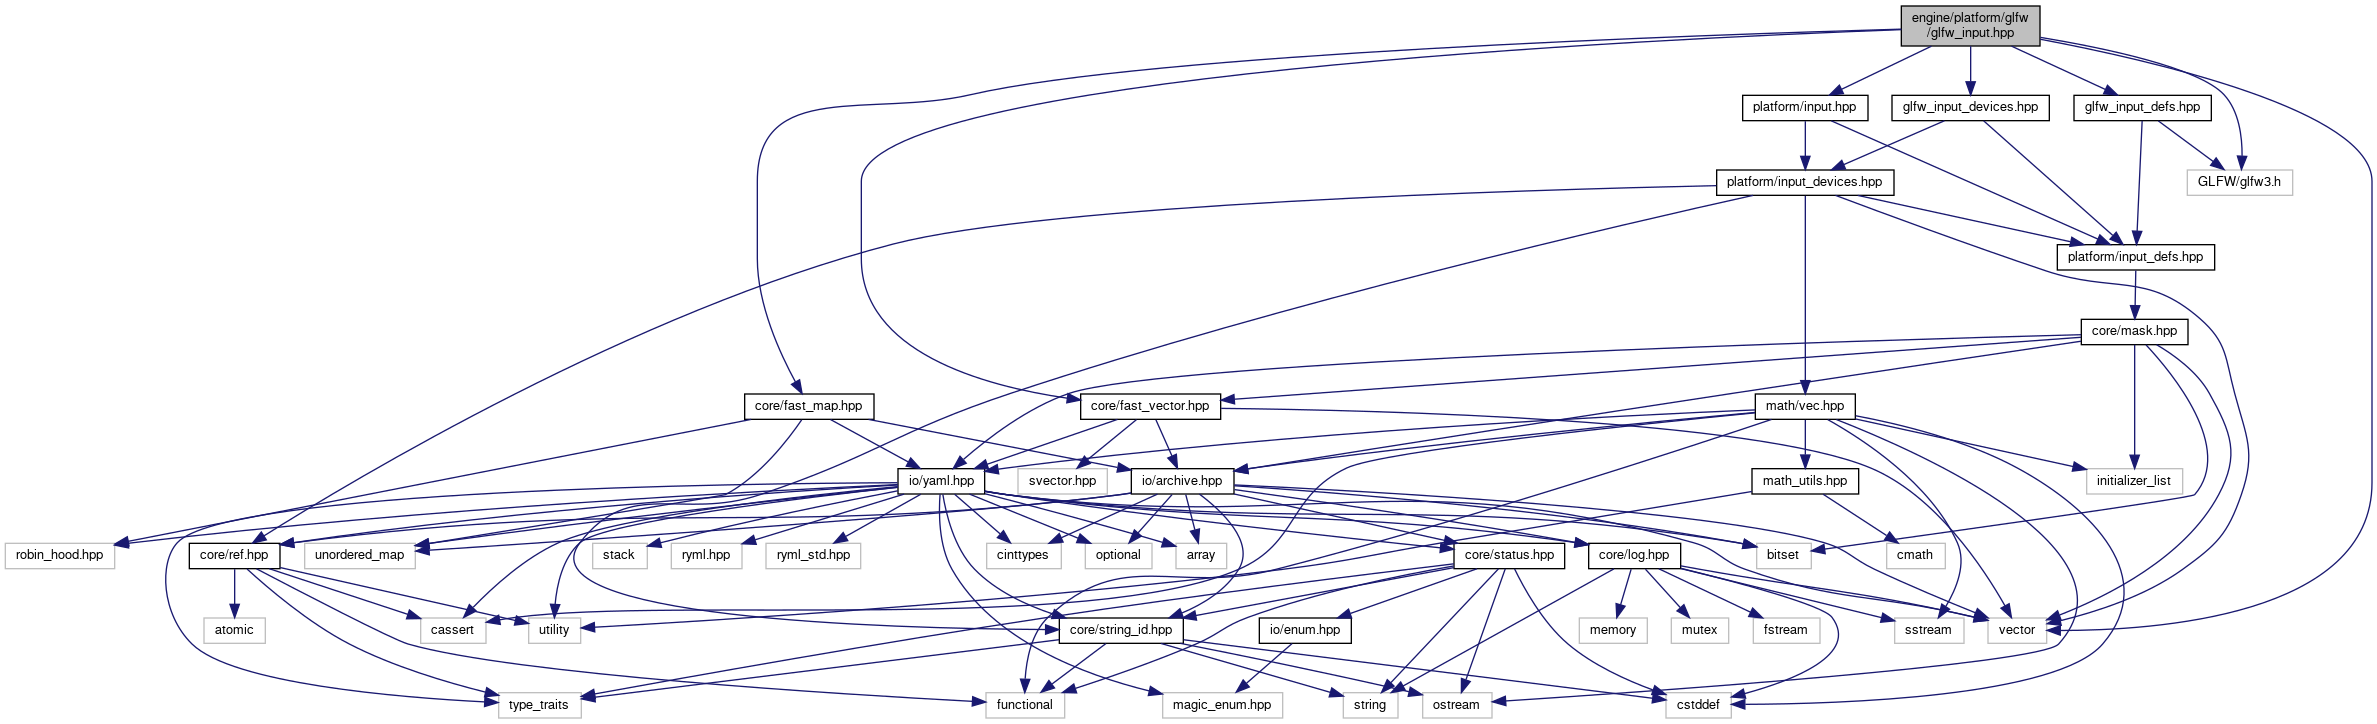 engine/platform/glfw
/glfw_input.hpp
platform/input.hpp
glfw_input_devices.hpp
glfw_input_defs.hpp
platform/input_devices.hpp
GLFW/glfw3.h
platform/input_defs.hpp
core/mask.hpp
core/fast_map.hpp
core/fast_vector.hpp
math/vec.hpp
io/yaml.hpp
svector.hpp
io/archive.hpp
math_utils.hpp
initializer_list
robin_hood.hpp
core/ref.hpp
unordered_map
stack
ryml.hpp
ryml_std.hpp
cinttypes
optional
array
core/status.hpp
core/log.hpp
bitset
cmath
atomic
cassert
utility
core/string_id.hpp
io/enum.hpp
memory
mutex
fstream
sstream
vector
type_traits
functional
magic_enum.hpp
string
ostream
cstddef